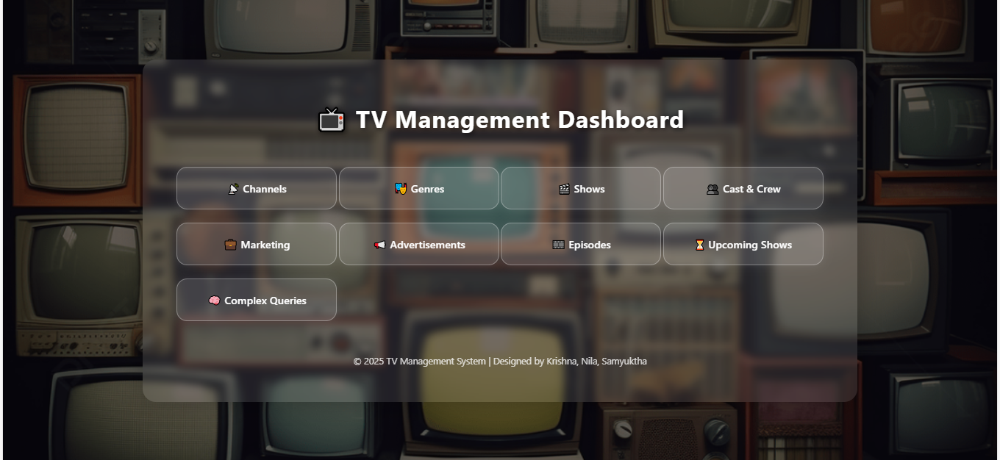 📺 TV Management Dashboard
📡 Channels
🎭 Genres
🎬 Shows
👥 Cast & Crew
💼 Marketing
📢 Advertisements
🎞️ Episodes
⏳ Upcoming Shows
🧠 Complex Queries
© 2025 TV Management System | Designed by Krishna, Nila, Samyuktha